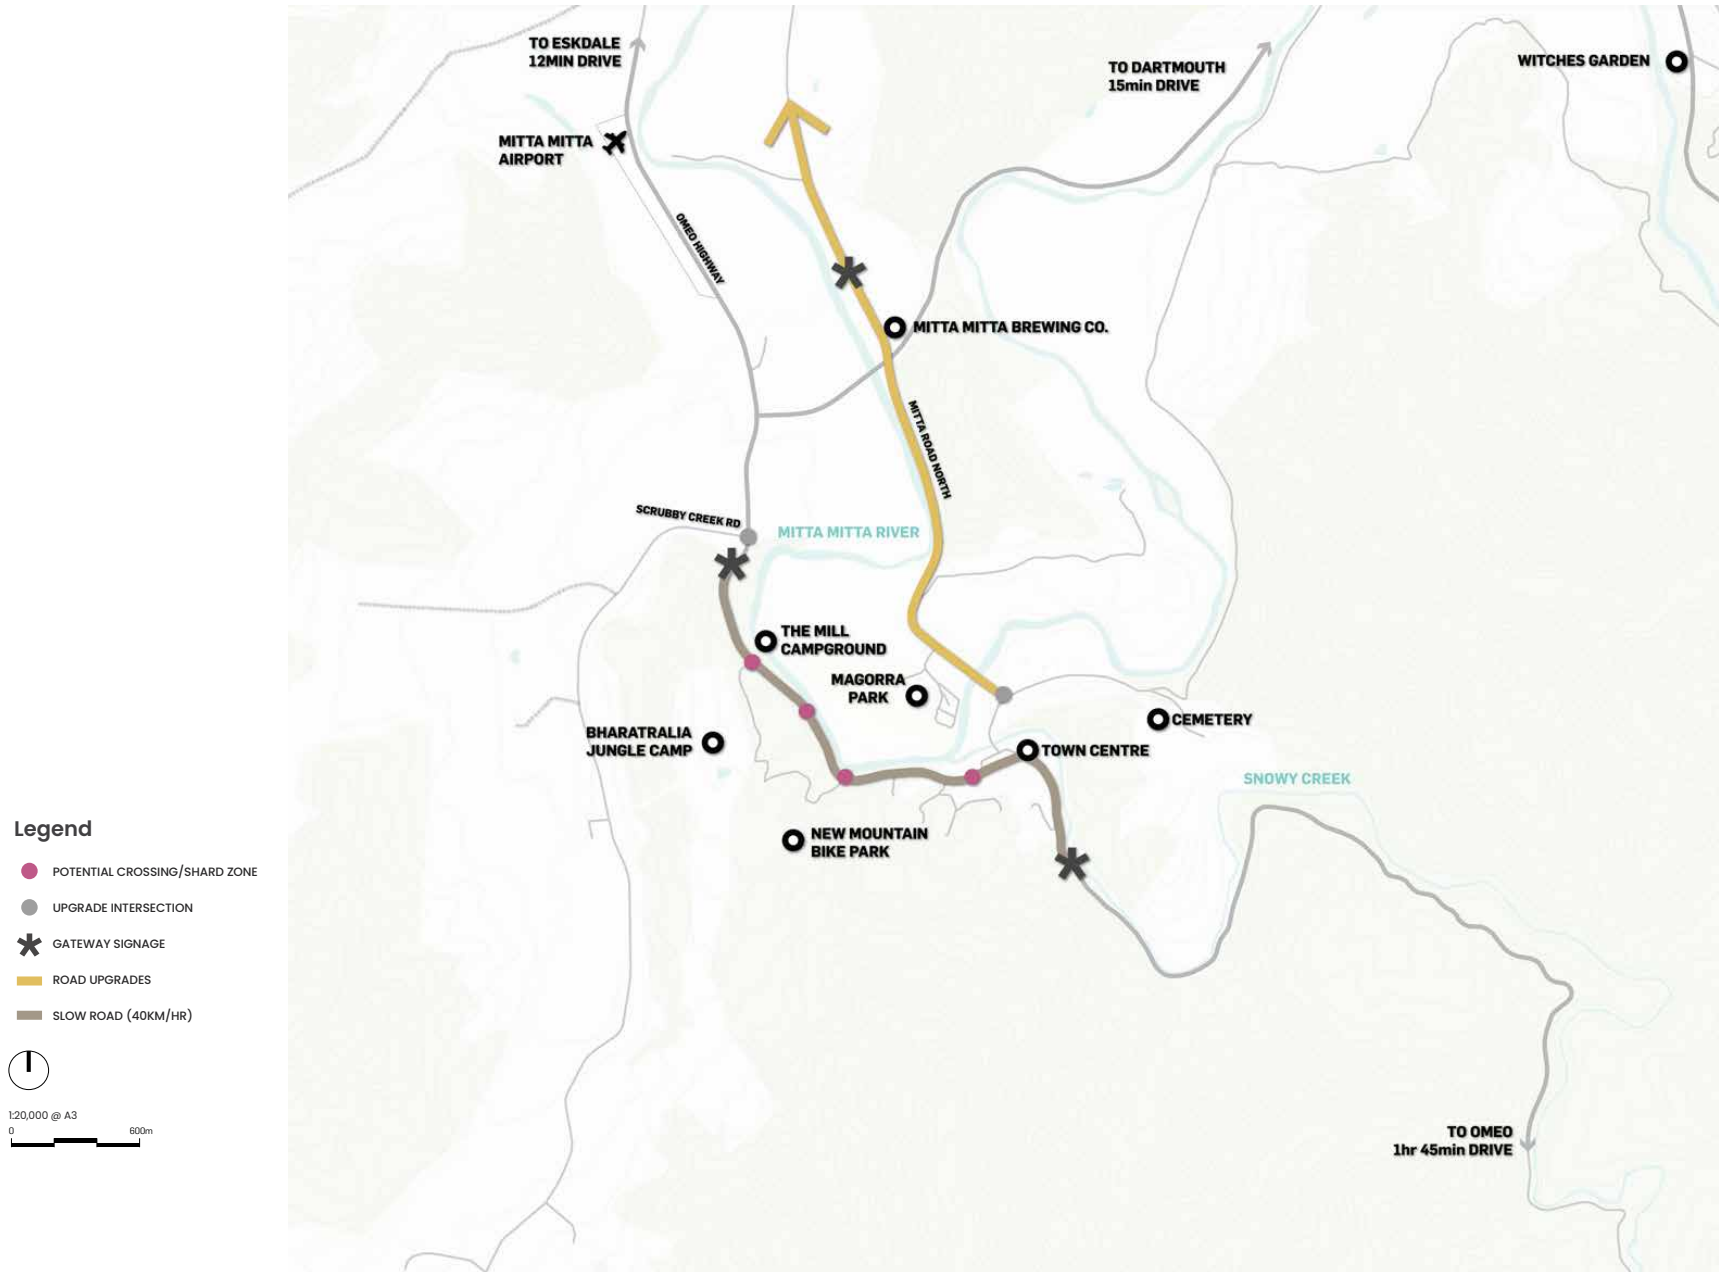 TO ESKDALE
12MIN DRIVE
TO DARTMOUTH
15min DRIVE
WITCHES GARDEN
MITTA MITTA
AIRPORT
OMEO HIGHWAY
MITTA MITTA BREWING CO.
MITTA ROAD NORTH
SCRUBBY CREEK RD
MITTA MITTA RIVER
THE MILL
CAMPGROUND
MAGORRA
PARK
BHARATRALIA
JUNGLE CAMP
CEMETERY
TOWN CENTRE
SNOWY CREEK
NEW MOUNTAIN
BIKE PARK
TO OMEO
1hr 45min DRIVE
Legend
POTENTIAL CROSSING/SHARD ZONE
UPGRADE INTERSECTION
GATEWAY SIGNAGE
ROAD UPGRADES
SLOW ROAD (40KM/HR)
1:20,000 @ A3
0 600m